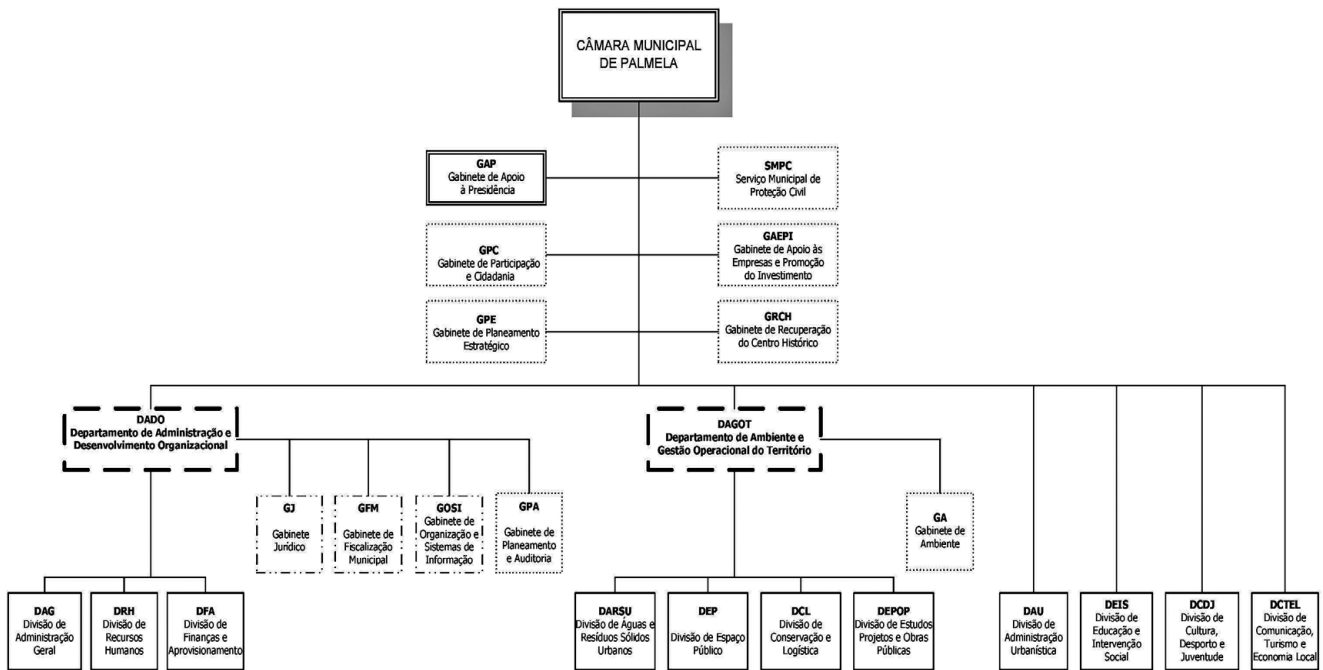 CÂMARA MUNICIPAL
DE PALMELA
GAP
Gabinete de Apoio
à Presidência
SMPC
Serviço Municipal de
Proteção Civil
GPC
Gabinete de Participação
e Cidadania
GAEPI
Gabinete de Apoio às
Empresas e Promoção
do Investimento
GPE
Gabinete de Planeamento
Estratégico
GRCH
Gabinete de Recuperação
do Centro Histórico
DADO
Departamento de Administração e
Desenvolvimento Organizacional
DAGOT
Departamento de Ambiente e
Gestão Operacional do Território
GJ
Gabinete
Jurídico
GFM
Gabinete de
Fiscalização
Municipal
GOSI
Gabinete de
Organização e
Sistemas de
Informação
GPA
Gabinete de
Planeamento
e Auditoria
GA
Gabinete de
Ambiente
DAG
Divisão de
Administração
Geral
DRH
Divisão de
Recursos
Humanos
DFA
Divisão de
Finanças e
Aprovisionamento
DARSU
Divisão de Águas e
Resíduos Sólidos
Urbanos
DEP
Divisão de Espaço
Público
DCL
Divisão de
Conservação e
Logística
DEPOP
Divisão de Estudos
Projetos e Obras
Públicas
DAU
Divisão de
Administração
Urbanística
DEIS
Divisão de
Educação e
Intervenção
Social
DCDJ
Divisão de
Cultura,
Desporto e
Juventude
DCTEL
Divisão de
Comunicação,
Turismo e
Economia Local